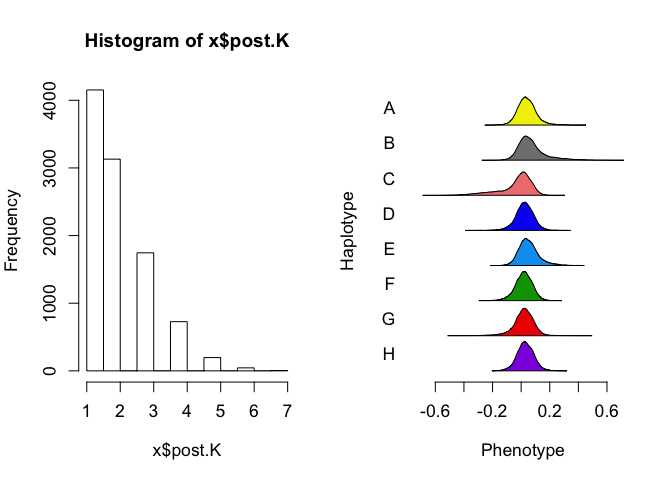 Histogram of x$post.K
Frequency
0
1000
2000
3000
4000
1 2 3 4 5 6 7
x$post.K
Haplotype
A
B
C
D
E
F
G
H
-0.6 -0.2 0.2 0.6
Phenotype